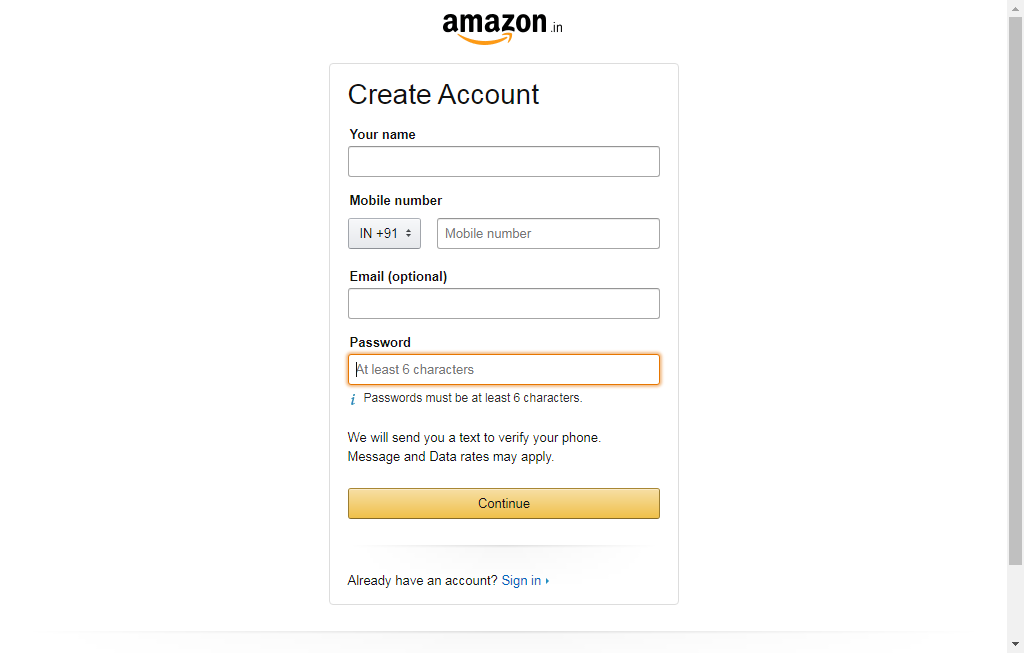 amazon.in
Create Account
Your name
Mobile number
IN +91 Mobile number
Email (optional)
Password
At least 6 characters
i Passwords must be at least 6 characters.
We will send you a text to verify your phone.
Message and Data rates may apply.
Continue
Already have an account? Sign in